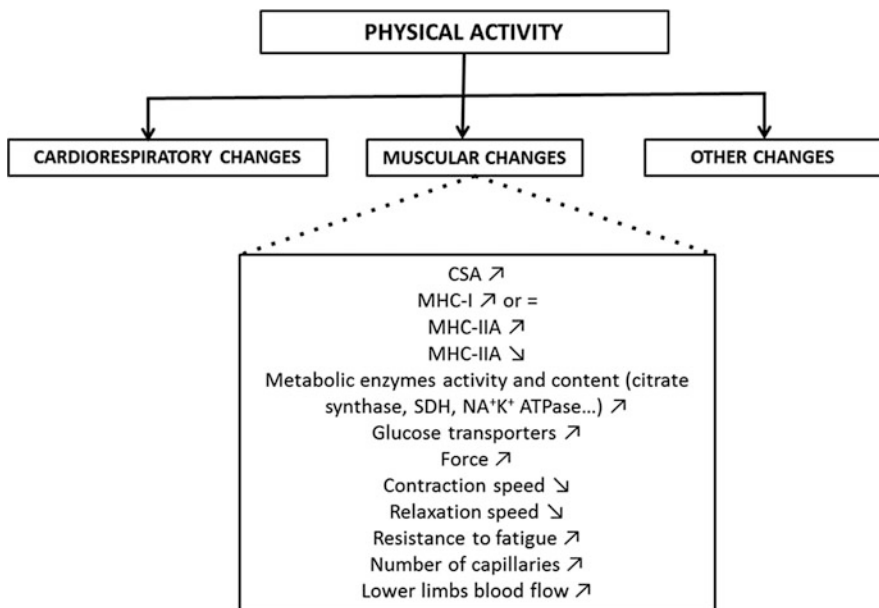 PHYSICAL ACTIVITY
CARDIORESPIRATORY CHANGES
MUSCULAR CHANGES
OTHER CHANGES
CSA ↗
MHC-I ↗ or =
MHC-IIA ↗
MHC-IIA ↘
Metabolic enzymes activity and content (citrate
synthase, SDH, NA⁺K⁺ ATPase...) ↗
Glucose transporters ↗
Force ↗
Contraction speed ↘
Relaxation speed ↘
Resistance to fatigue ↗
Number of capillaries ↗
Lower limbs blood flow ↗